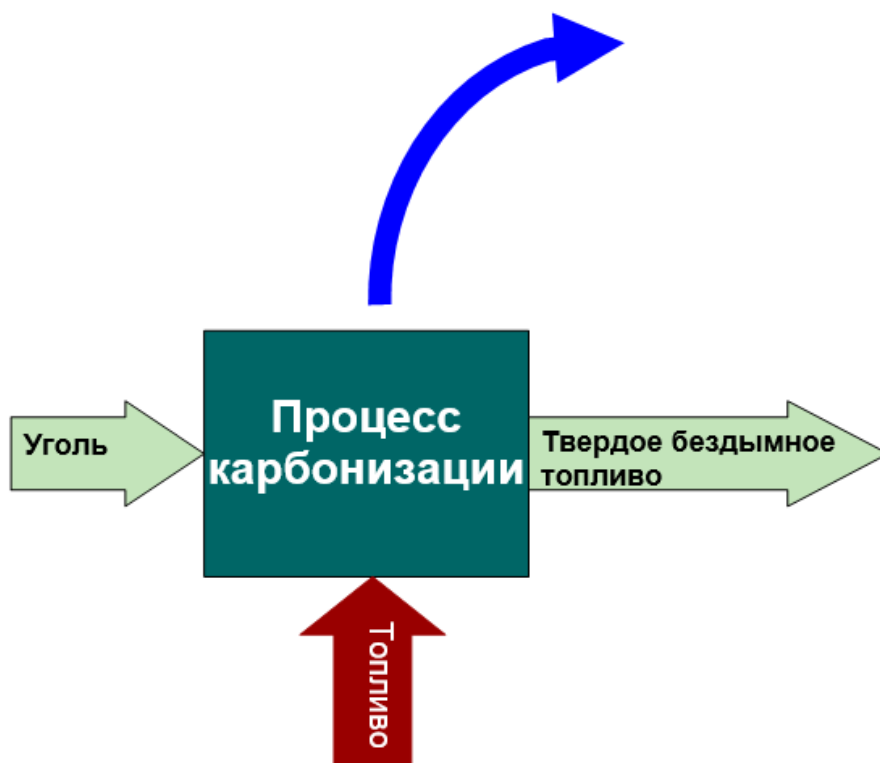 Процесс
карбонизации
Уголь
Твердое бездымное
топливо
Топливо